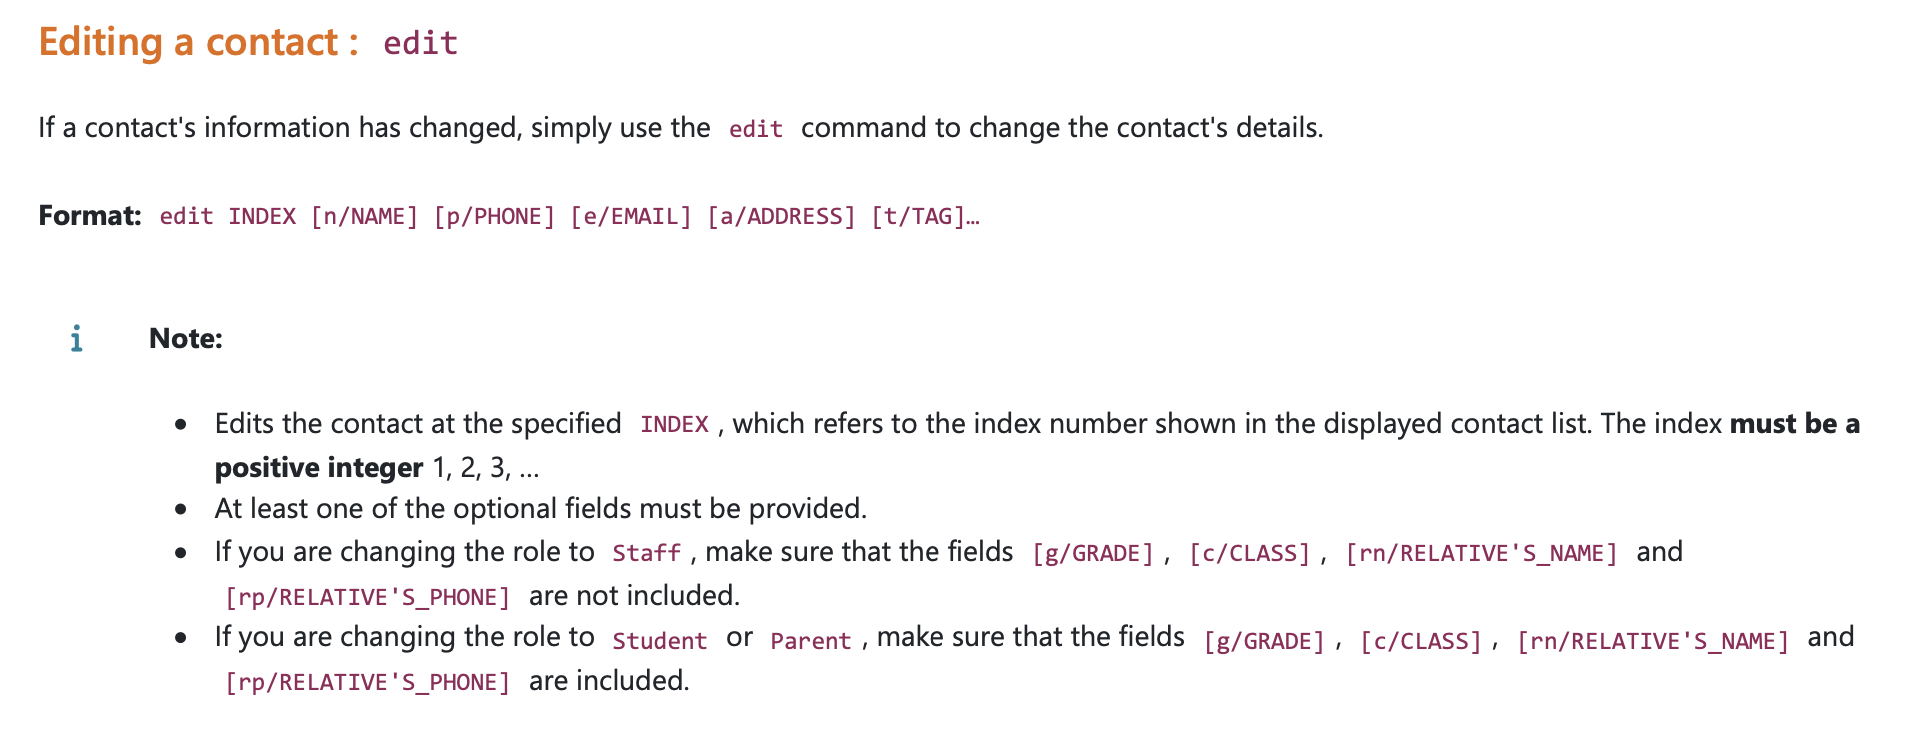 Editing a contact : edit
If a contact's information has changed, simply use the edit command to change the contact's details.
Format: edit INDEX [n/NAME] [p/PHONE] [e/EMAIL] [a/ADDRESS] [t/TAG]…
i Note:
• Edits the contact at the specified INDEX , which refers to the index number shown in the displayed contact list. The index must be a
positive integer 1, 2, 3, …
• At least one of the optional fields must be provided.
• If you are changing the role to Staff , make sure that the fields [g/GRADE] , [c/CLASS] , [rn/RELATIVE'S_NAME] and
[rp/RELATIVE'S_PHONE] are not included.
• If you are changing the role to Student or Parent , make sure that the fields [g/GRADE] , [c/CLASS] , [rn/RELATIVE'S_NAME] and
[rp/RELATIVE'S_PHONE] are included.